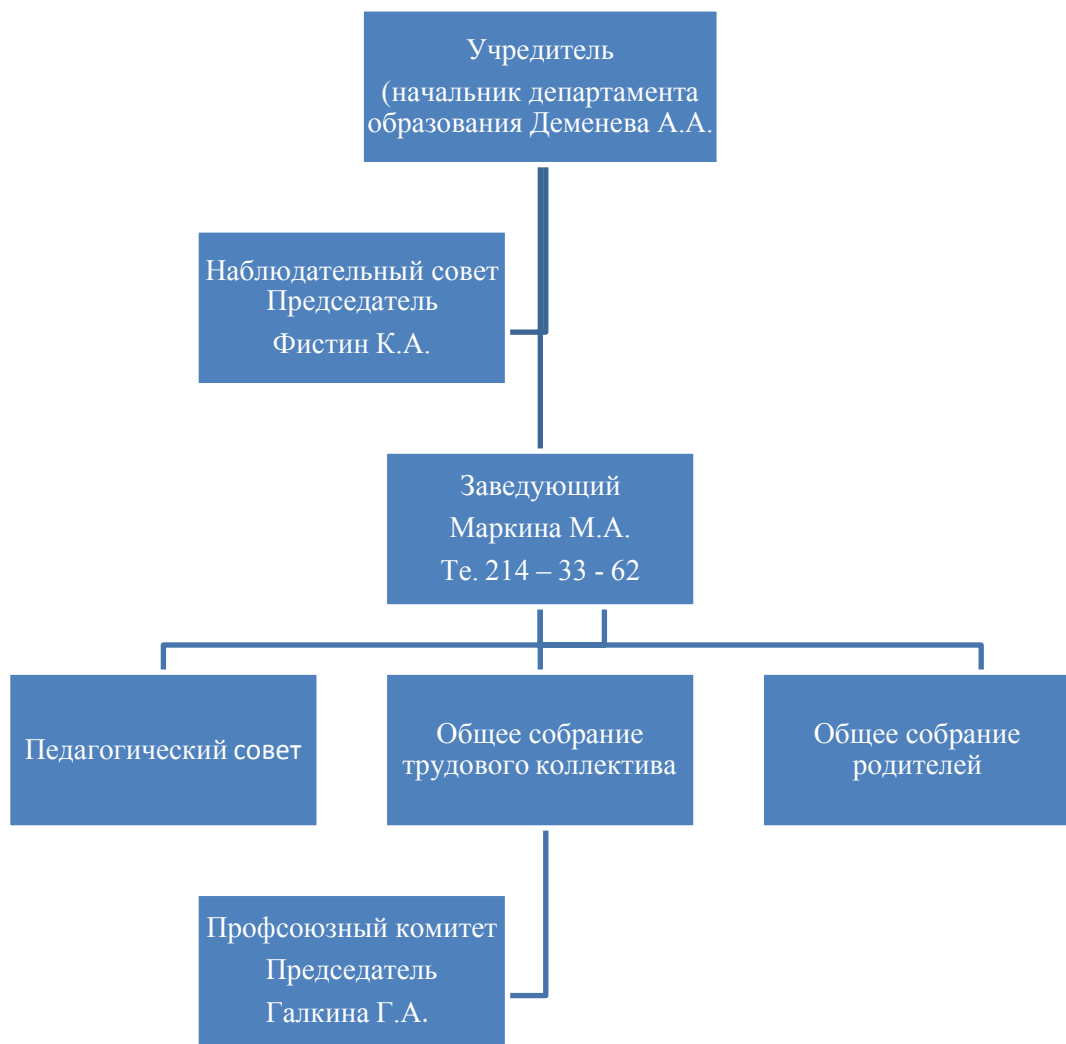 Учредитель
(начальник департамента
образования Деменева А.А.
Наблюдательный совет
Председатель
Фистин К.А.
Заведующий
Маркина М.А.
Те. 214 – 33 - 62
Педагогический совет
Общее собрание
трудового коллектива
Общее собрание
родителей
Профсоюзный комитет
Председатель
Галкина Г.А.